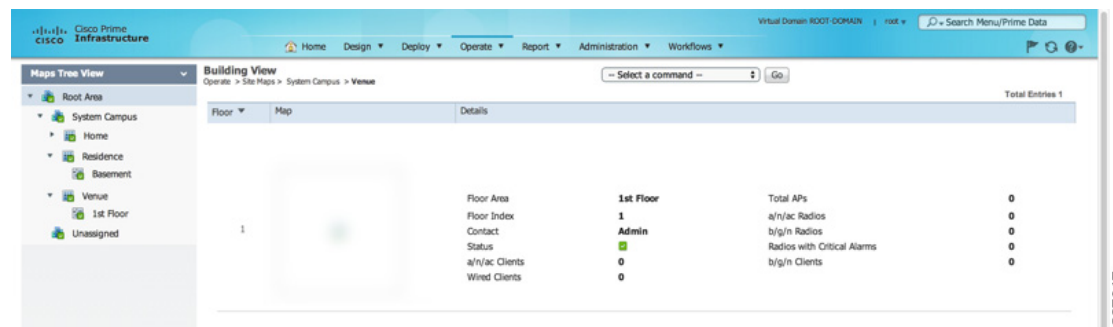 Virtual Domain ROOT-DOMAIN | root
Search Menu/Prime Data
cisco Cisco Prime
Infrastructure
Home Design Deploy Operate Report Administration Workflows
Maps Tree View
Root Area
System Campus
Home
Residence
Basement
Venue
1st Floor
Unassigned
Building View
Operate > Site Maps > System Campus > Venue
-- Select a command --
Go
Total Entries 1
Floor Map Details
1
Floor Area 1st Floor Total APs 0
Floor Index 1 a/n/ac Radios 0
Contact Admin b/g/n Radios 0
Status Radios with Critical Alarms 0
a/n/ac Clients 0 b/g/n Clients 0
Wired Clients 0